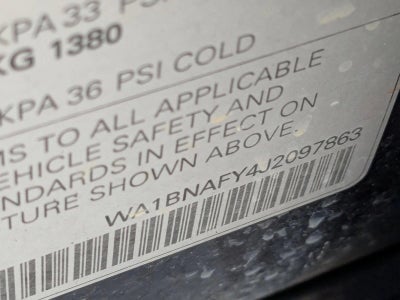 KPA 33 PSI
KG 1380
KPA 36 PSI COLD
MS TO ALL APPLICABLE
VEHICLE SAFETY AND
NDARDS IN EFFECT ON
TURE SHOWN ABOVE.
WA1BNAFY4J2097863